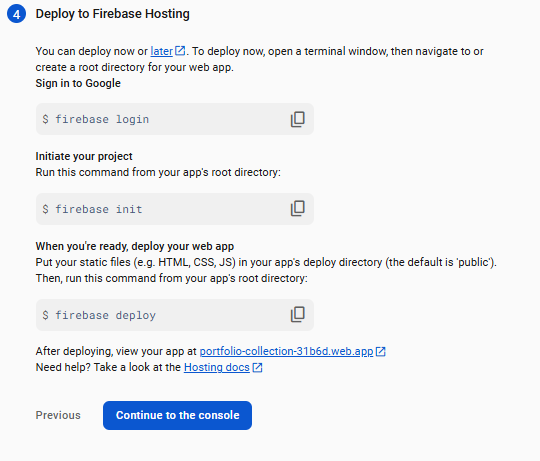 4 Deploy to Firebase Hosting
You can deploy now or later. To deploy now, open a terminal window, then navigate to or
create a root directory for your web app.
Sign in to Google
$ firebase login
Initiate your project
Run this command from your app's root directory:
$ firebase init
When you're ready, deploy your web app
Put your static files (e.g. HTML, CSS, JS) in your app's deploy directory (the default is 'public').
Then, run this command from your app's root directory:
$ firebase deploy
After deploying, view your app at portfolio-collection-31b6d.web.app
Need help? Take a look at the Hosting docs
Previous Continue to the console